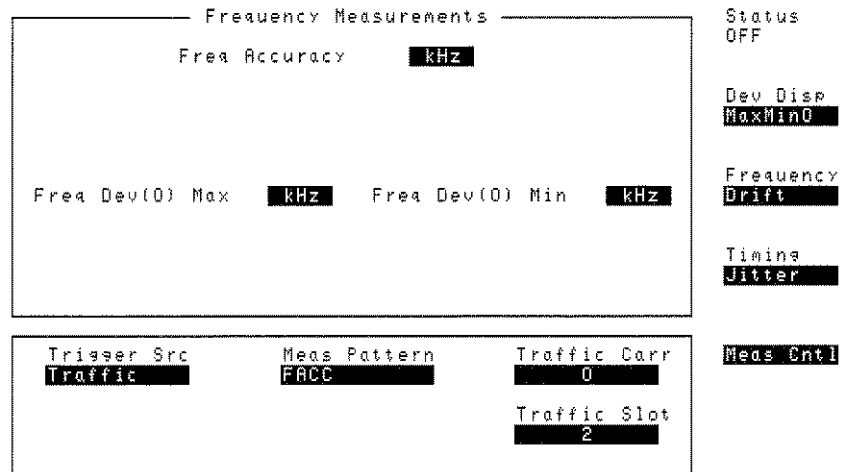 Frequency Measurements
Freq Accuracy kHz
Freq Dev(0) Max kHz Freq Dev(0) Min kHz
Trigger Src
Traffic
Meas Pattern
FACC
Traffic Carr
0
Traffic Slot
2
Status
OFF
Dev Disp
MaxMin0
Frequency
Drift
Timing
Jitter
Meas Cntl